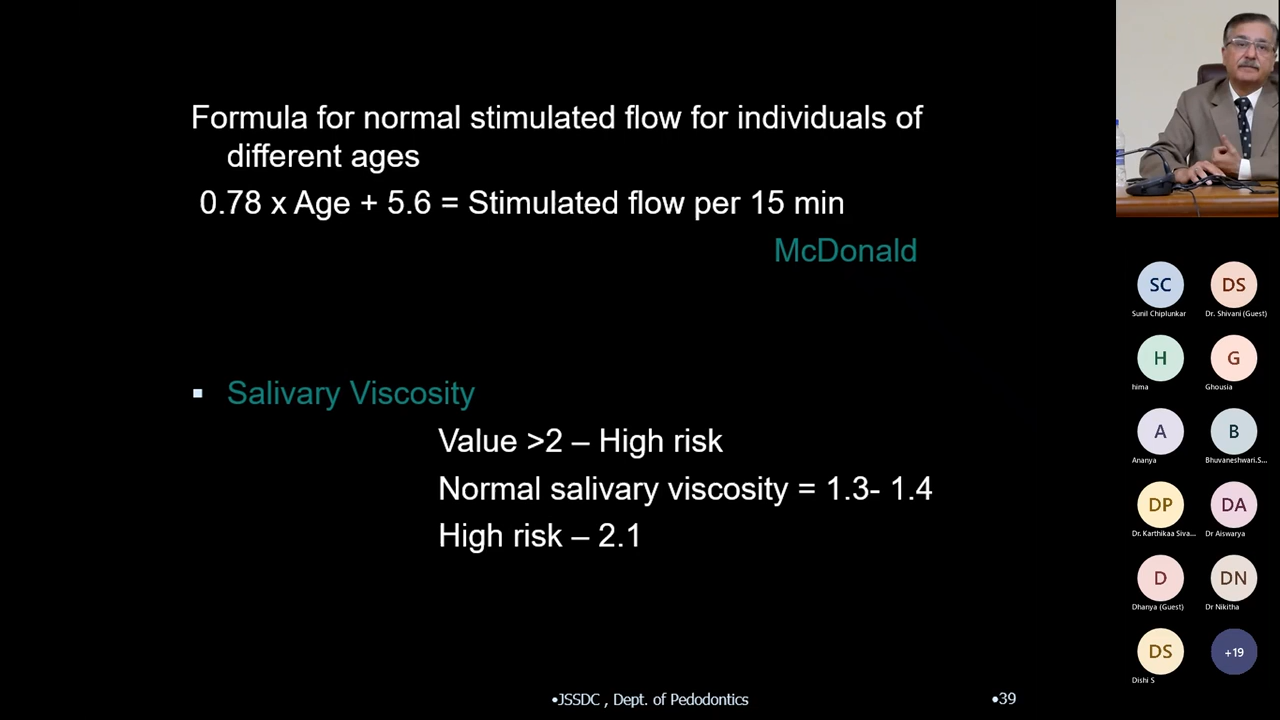 Formula for normal stimulated flow for individuals of
different ages
0.78 x Age + 5.6 = Stimulated flow per 15 min
McDonald
▪ Salivary Viscosity
Value >2 – High risk
Normal salivary viscosity = 1.3- 1.4
High risk – 2.1
•JSSDC , Dept. of Pedodontics
•39
SC
DS
Sunil Chiplunkar
Dr. Shivani (Guest)
H
G
hima
Ghousia
A
B
Ananya
Bhuvaneshwari.S...
DP
DA
Dr. Karthikaa Siva...
Dr Aiswarya
D
DN
Dhanya (Guest)
Dr Nikitha
DS
+19
Dishi S